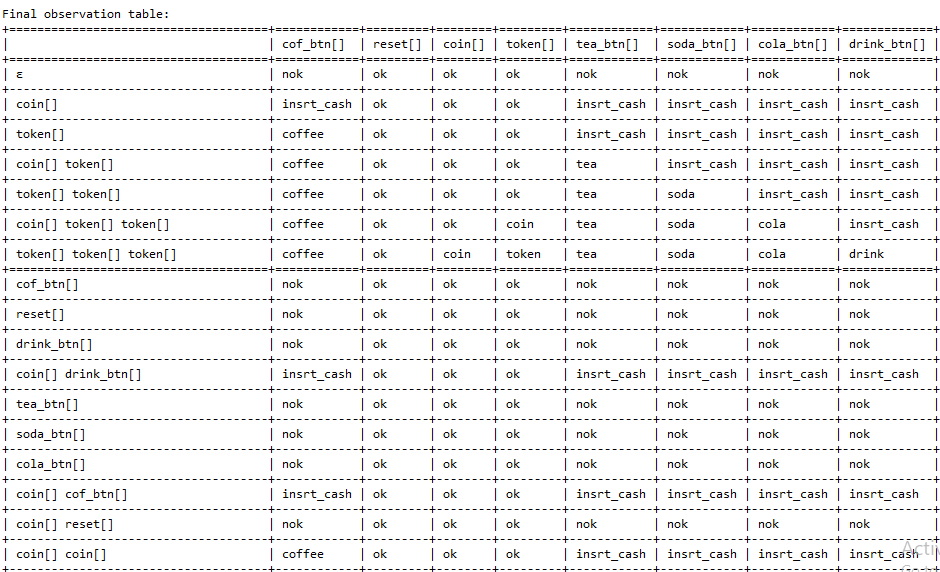 Final observation table:
| | cof_btn[] | reset[] | coin[] | token[] | tea_btn[] | soda_btn[] | cola_btn[] | drink_btn[] |
| ε | nok | ok | ok | ok | nok | nok | nok | nok |
| coin[] | insrt_cash | ok | ok | ok | insrt_cash | insrt_cash | insrt_cash | insrt_cash |
| token[] | coffee | ok | ok | ok | insrt_cash | insrt_cash | insrt_cash | insrt_cash |
| coin[] token[] | coffee | ok | ok | ok | tea | insrt_cash | insrt_cash | insrt_cash |
| token[] token[] | coffee | ok | ok | ok | tea | soda | insrt_cash | insrt_cash |
| coin[] token[] token[] | coffee | ok | ok | coin | tea | soda | cola | insrt_cash |
| token[] token[] token[] | coffee | ok | coin | token | tea | soda | cola | drink |
| cof_btn[] | nok | ok | ok | ok | nok | nok | nok | nok |
| reset[] | nok | ok | ok | ok | nok | nok | nok | nok |
| drink_btn[] | nok | ok | ok | ok | nok | nok | nok | nok |
| coin[] drink_btn[] | insrt_cash | ok | ok | ok | insrt_cash | insrt_cash | insrt_cash | insrt_cash |
| tea_btn[] | nok | ok | ok | ok | nok | nok | nok | nok |
| soda_btn[] | nok | ok | ok | ok | nok | nok | nok | nok |
| cola_btn[] | nok | ok | ok | ok | nok | nok | nok | nok |
| coin[] cof_btn[] | insrt_cash | ok | ok | ok | insrt_cash | insrt_cash | insrt_cash | insrt_cash |
| coin[] reset[] | nok | ok | ok | ok | nok | nok | nok | nok |
| coin[] coin[] | coffee | ok | ok | ok | insrt_cash | insrt_cash | insrt_cash | insrt_cash |